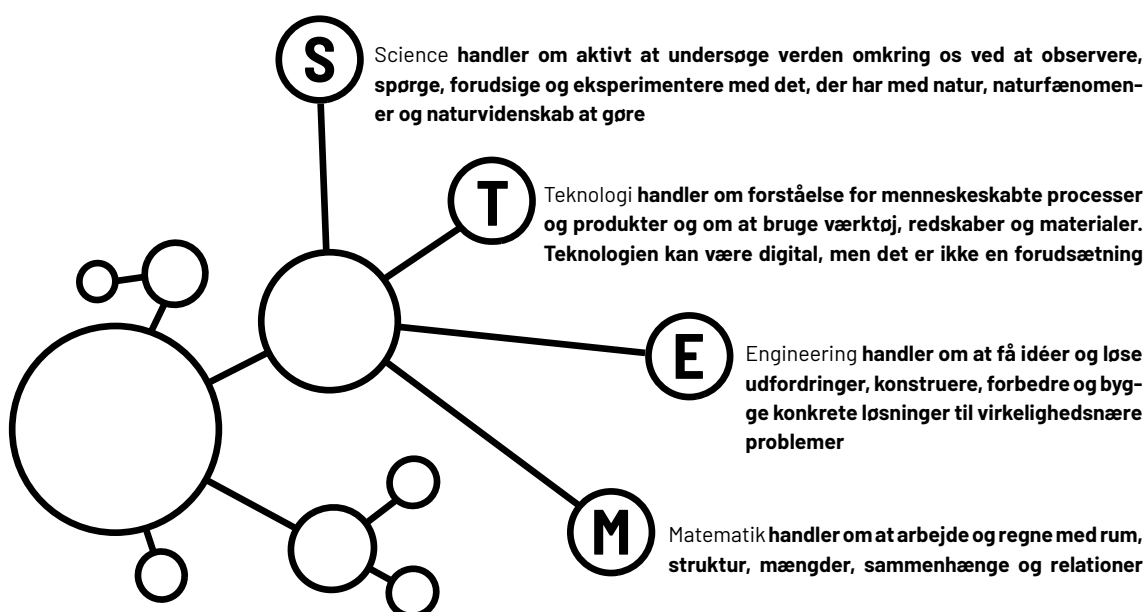 S
Science handler om aktivt at undersøge verden omkring os ved at observere,
spørge, forudsige og eksperimentere med det, der har med natur, naturfænomen-
er og naturvidenskab at gøre
T
Teknologi handler om forståelse for menneskeskabte processer
og produkter og om at bruge værktøj, redskaber og materialer.
Teknologien kan være digital, men det er ikke en forudsætning
E
Engineering handler om at få idéer og løse
udfordringer, konstruere, forbedre og byg-
ge konkrete løsninger til virkelighedsnære
problemer
M
Matematik handler om at arbejde og regne med rum,
struktur, mængder, sammenhænge og relationer